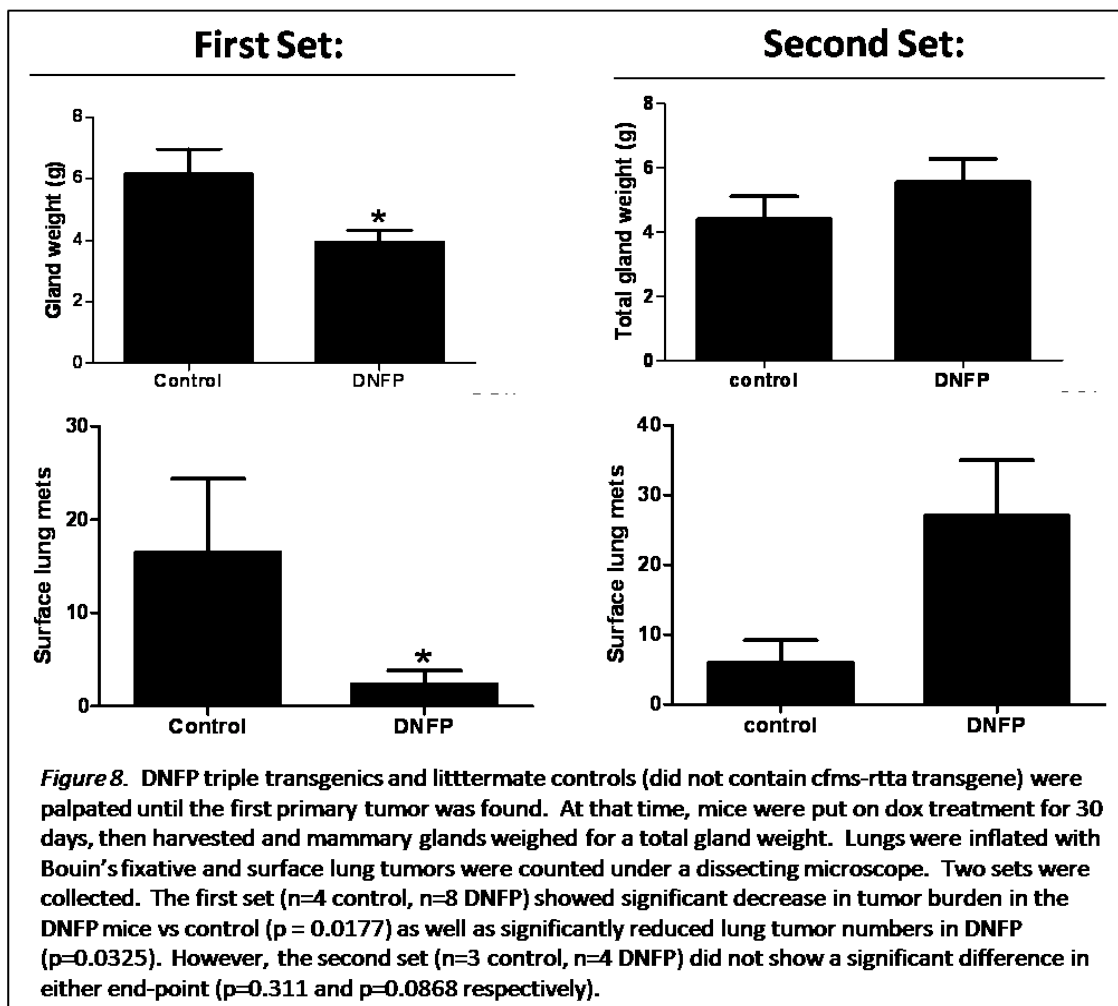 First Set:
Second Set:
Gland weight (g)
8
6
4
2
0
*
Control
DNFP
Total gland weight (g)
8
6
4
2
0
control
DNFP
Surface lung mets
30
20
10
0
*
Control
DNFP
Surface lung mets
40
30
20
10
0
control
DNFP
Figure 8. DNFP triple transgenics and litttermate controls (did not contain cfms-rtta transgene) were
palpated until the first primary tumor was found. At that time, mice were put on dox treatment for 30
days, then harvested and mammary glands weighed for a total gland weight. Lungs were inflated with
Bouin's fixative and surface lung tumors were counted under a dissecting microscope. Two sets were
collected. The first set (n=4 control, n=8 DNFP) showed significant decrease in tumor burden in the
DNFP mice vs control (p = 0.0177) as well as significantly reduced lung tumor numbers in DNFP
(p=0.0325). However, the second set (n=3 control, n=4 DNFP) did not show a significant difference in
either end-point (p=0.311 and p=0.0868 respectively).